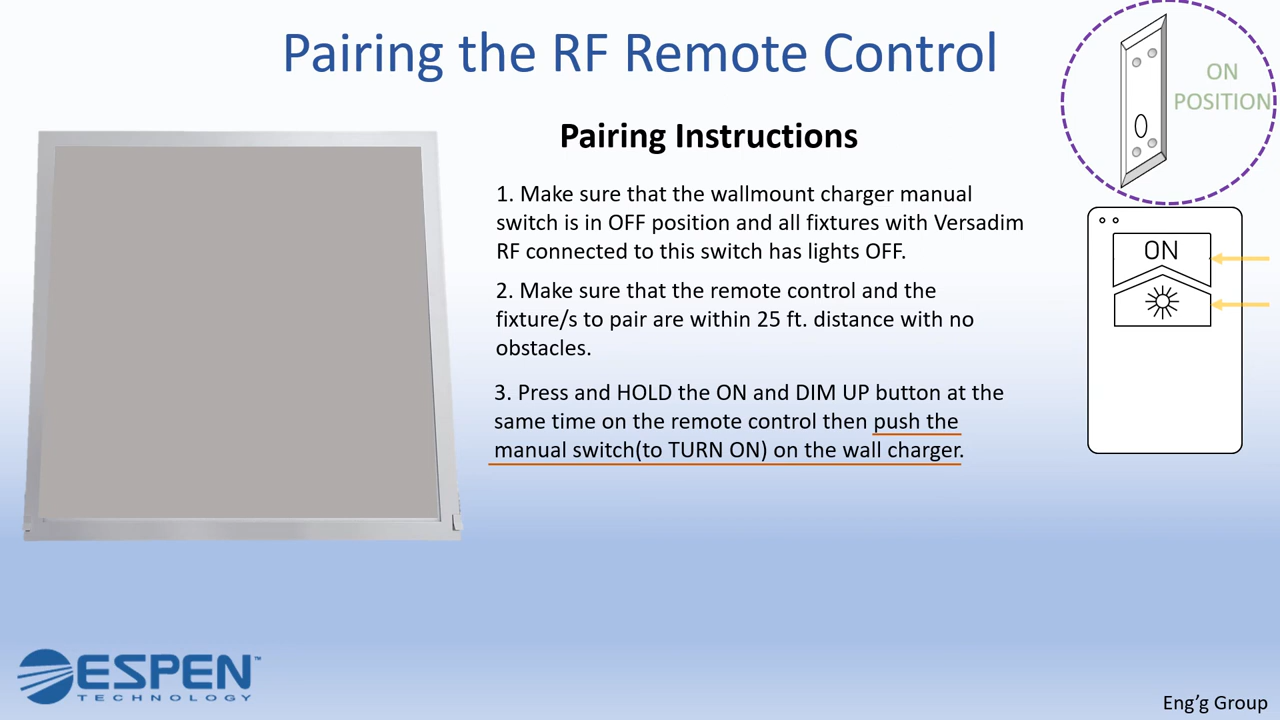 Pairing the RF Remote Control
ON
POSITION
Pairing Instructions
1. Make sure that the wallmount charger manual
switch is in OFF position and all fixtures with Versadim
RF connected to this switch has lights OFF.
2. Make sure that the remote control and the
fixture/s to pair are within 25 ft. distance with no
obstacles.
3. Press and HOLD the ON and DIM UP button at the
same time on the remote control then push the
manual switch(to TURN ON) on the wall charger.
ON
ESPEN™
TECHNOLOGY
Eng’g Group